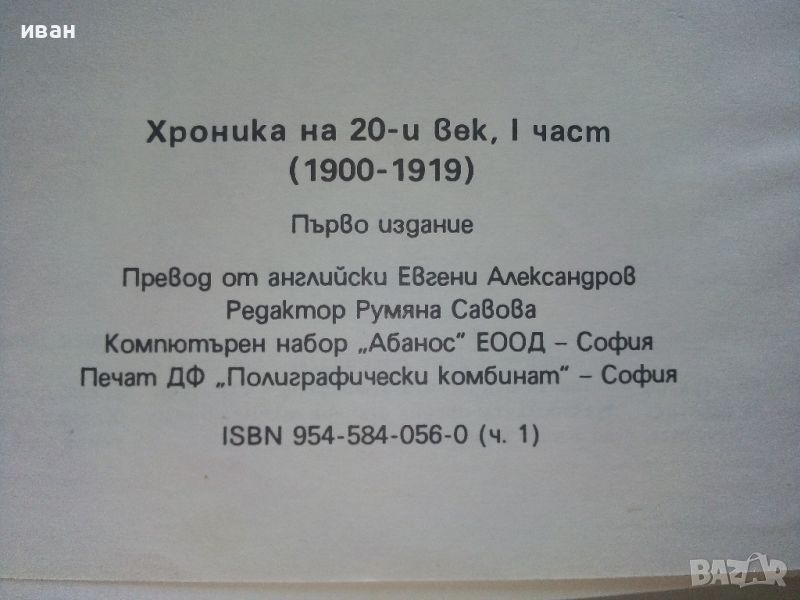 иван
Хроника на 20-и век, I част
(1900-1919)
Първо издание
Превод от английски Евгени Александров
Редактор Румяна Савова
Компютърен набор „Абанос" ЕООД – София
Печат ДФ „Полиграфически комбинат" – София
ISBN 954-584-056-0 (ч. 1)
BAZAR